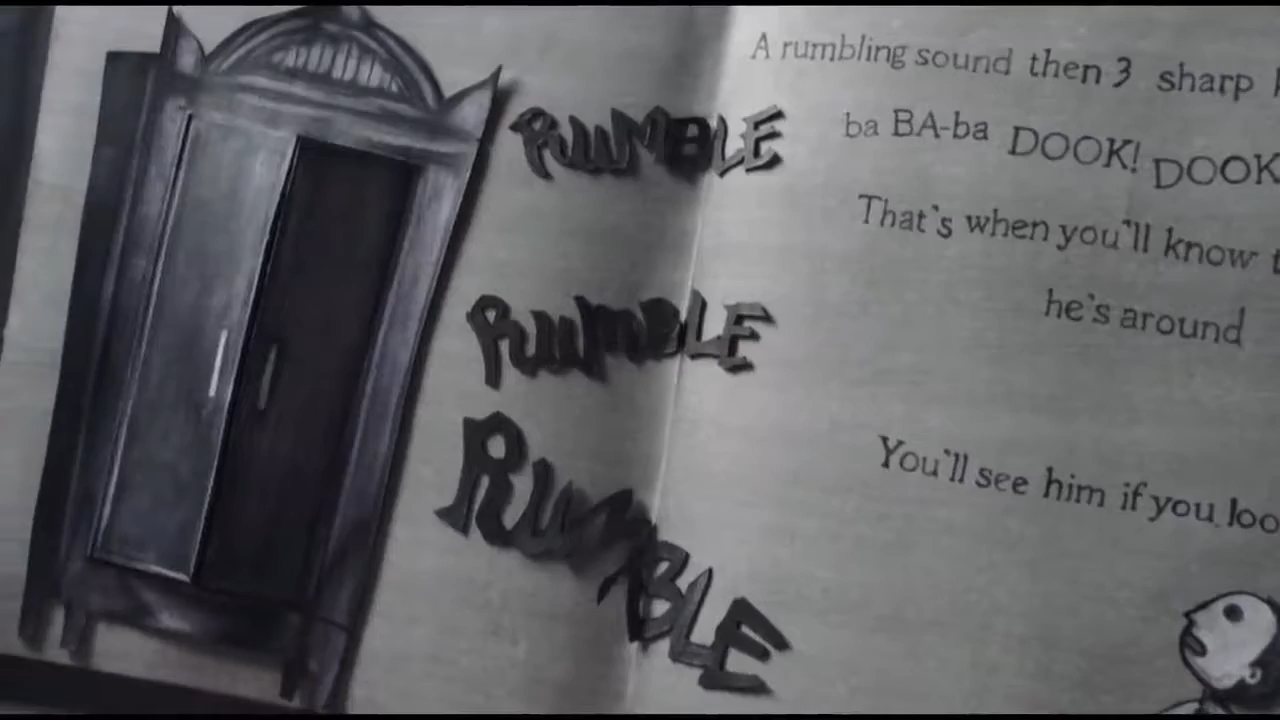 RUMBLE
RUMBLE
RUMBLE
A rumbling sound then 3 sharp
ba BA-ba DOOK! DOOK
That's when you'll know
he's around
You'll see him if you